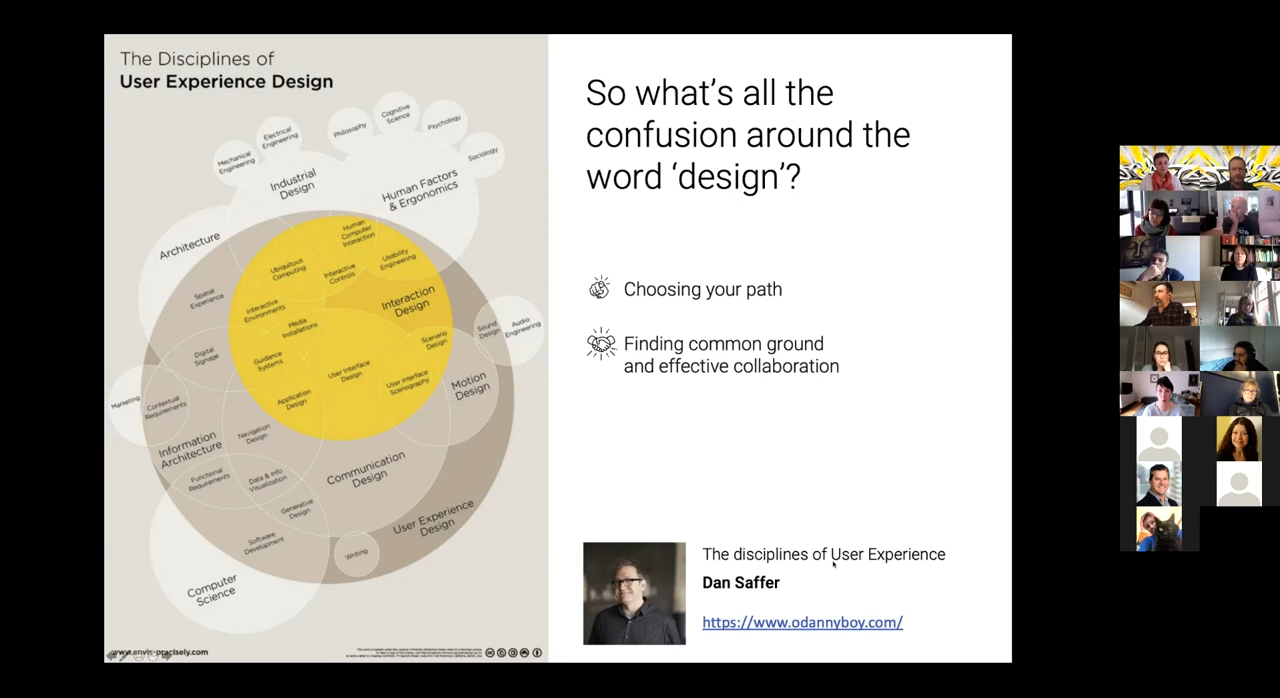 The Disciplines of
User Experience Design
Electrical
Engineering
Mechanical
Engineering
Philosophy
Cognitive
Science
Psychology
Sociology
Industrial
Design
Human Factors
& Ergonomics
Architecture
Human
Computer
Interaction
Ubiquitous
Computing
Interactive
Controls
Usability
Engineering
Spatial
Experience
Interactive
Environments
Interaction
Design
Media
Installations
Sound
Design
Audio
Engineering
Scenario
Design
Digital
Signage
Guidance
Systems
User Interface
Design
User Interface
Scenography
Motion
Design
Marketing
Contextual
Requirements
Application
Design
Navigation
Design
Information
Architecture
Communication
Design
Functional
Requirements
Data & Info
Visualization
Generative
Design
User Experience
Design
Software
Development
Writing
Computer
Science
www.envis-precisely.com
So what's all the
confusion around the
word ‘design’?
Choosing your path
Finding common ground
and effective collaboration
The disciplines of User Experience
Dan Saffer
https://www.odannyboy.com/